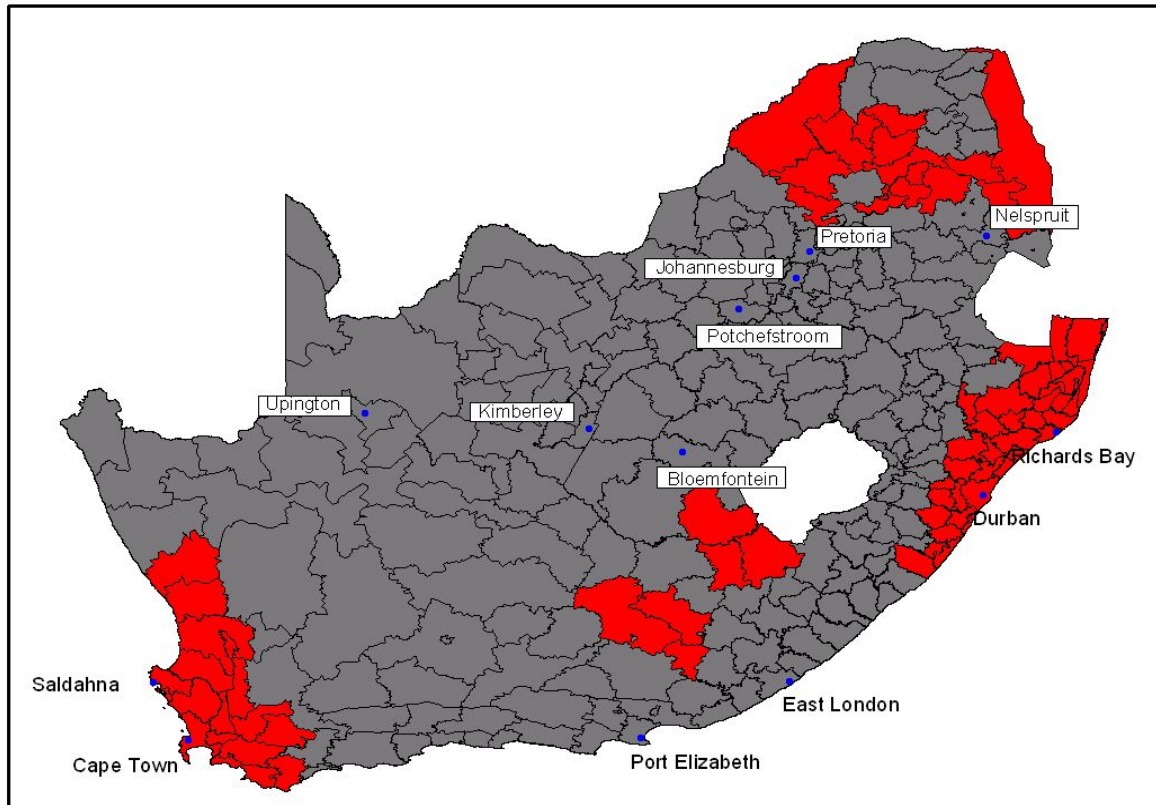 Nelspruit
Pretoria
Johannesburg
Potchefstroom
Upington
Kimberley
Richards Bay
Bloemfontein
Durban
Saldahna
East London
Cape Town
Port Elizabeth